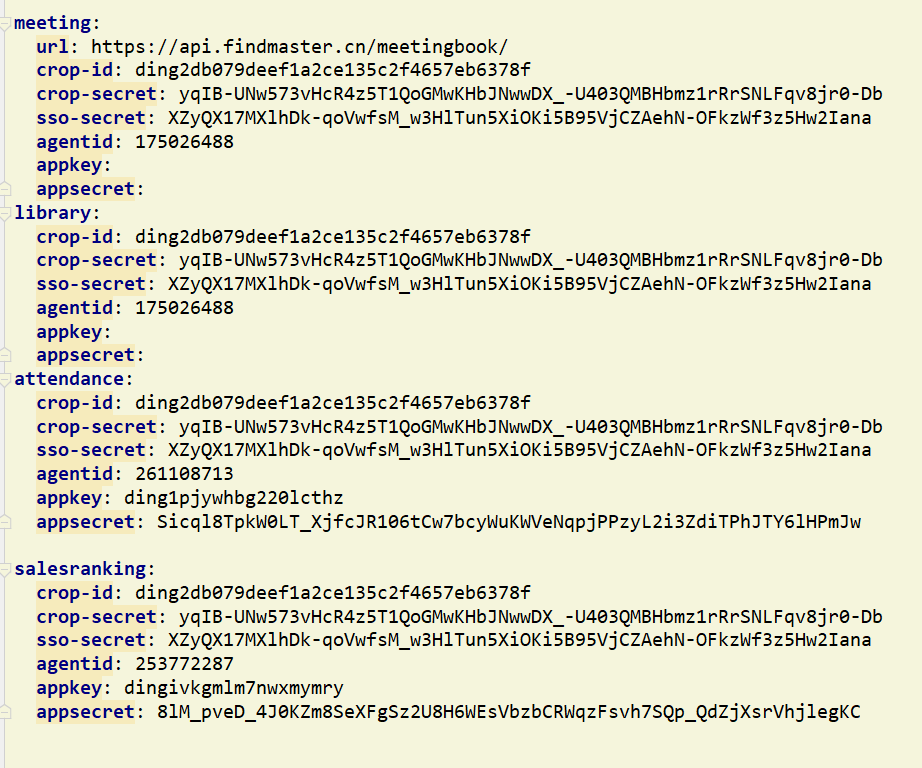 meeting:
url: https://api.findmaster.cn/meetingbook/
crop-id: ding2db079deef1a2ce135c2f4657eb6378f
crop-secret: yqIB-UNw573vHcR4z5T1QoGMwKHbJNwwDX_-U403QMBHbmz1rRrSNLFqv8jr0-Db
sso-secret: XZyQX17MXlhDk-qoVwfsM_w3HlTun5XiOKi5B95VjCZAehN-OFkzWf3z5Hw2Iana
agentid: 175026488
appkey:
appsecret:
library:
crop-id: ding2db079deef1a2ce135c2f4657eb6378f
crop-secret: yqIB-UNw573vHcR4z5T1QoGMwKHbJNwwDX_-U403QMBHbmz1rRrSNLFqv8jr0-Db
sso-secret: XZyQX17MXlhDk-qoVwfsM_w3HlTun5XiOKi5B95VjCZAehN-OFkzWf3z5Hw2Iana
agentid: 175026488
appkey:
appsecret:
attendance:
crop-id: ding2db079deef1a2ce135c2f4657eb6378f
crop-secret: yqIB-UNw573vHcR4z5T1QoGMwKHbJNwwDX_-U403QMBHbmz1rRrSNLFqv8jr0-Db
sso-secret: XZyQX17MXlhDk-qoVwfsM_w3HlTun5XiOKi5B95VjCZAehN-OFkzWf3z5Hw2Iana
agentid: 261108713
appkey: ding1pjywhbg220lcthz
appsecret: Sicql8TpkW0LT_XjfcJR106tCw7bcyWuKWVeNqpjPPzyL2i3ZdiTPhJTY6lHPmJw
salesranking:
crop-id: ding2db079deef1a2ce135c2f4657eb6378f
crop-secret: yqIB-UNw573vHcR4z5T1QoGMwKHbJNwwDX_-U403QMBHbmz1rRrSNLFqv8jr0-Db
sso-secret: XZyQX17MXlhDk-qoVwfsM_w3HlTun5XiOKi5B95VjCZAehN-OFkzWf3z5Hw2Iana
agentid: 253772287
appkey: dingivkgmlm7nwxmymry
appsecret: 8lM_pveD_4J0KZm8SeXFgSz2U8H6WEsVbzbCRWqzFsvh7SQp_QdZjXsrVhjlegKC